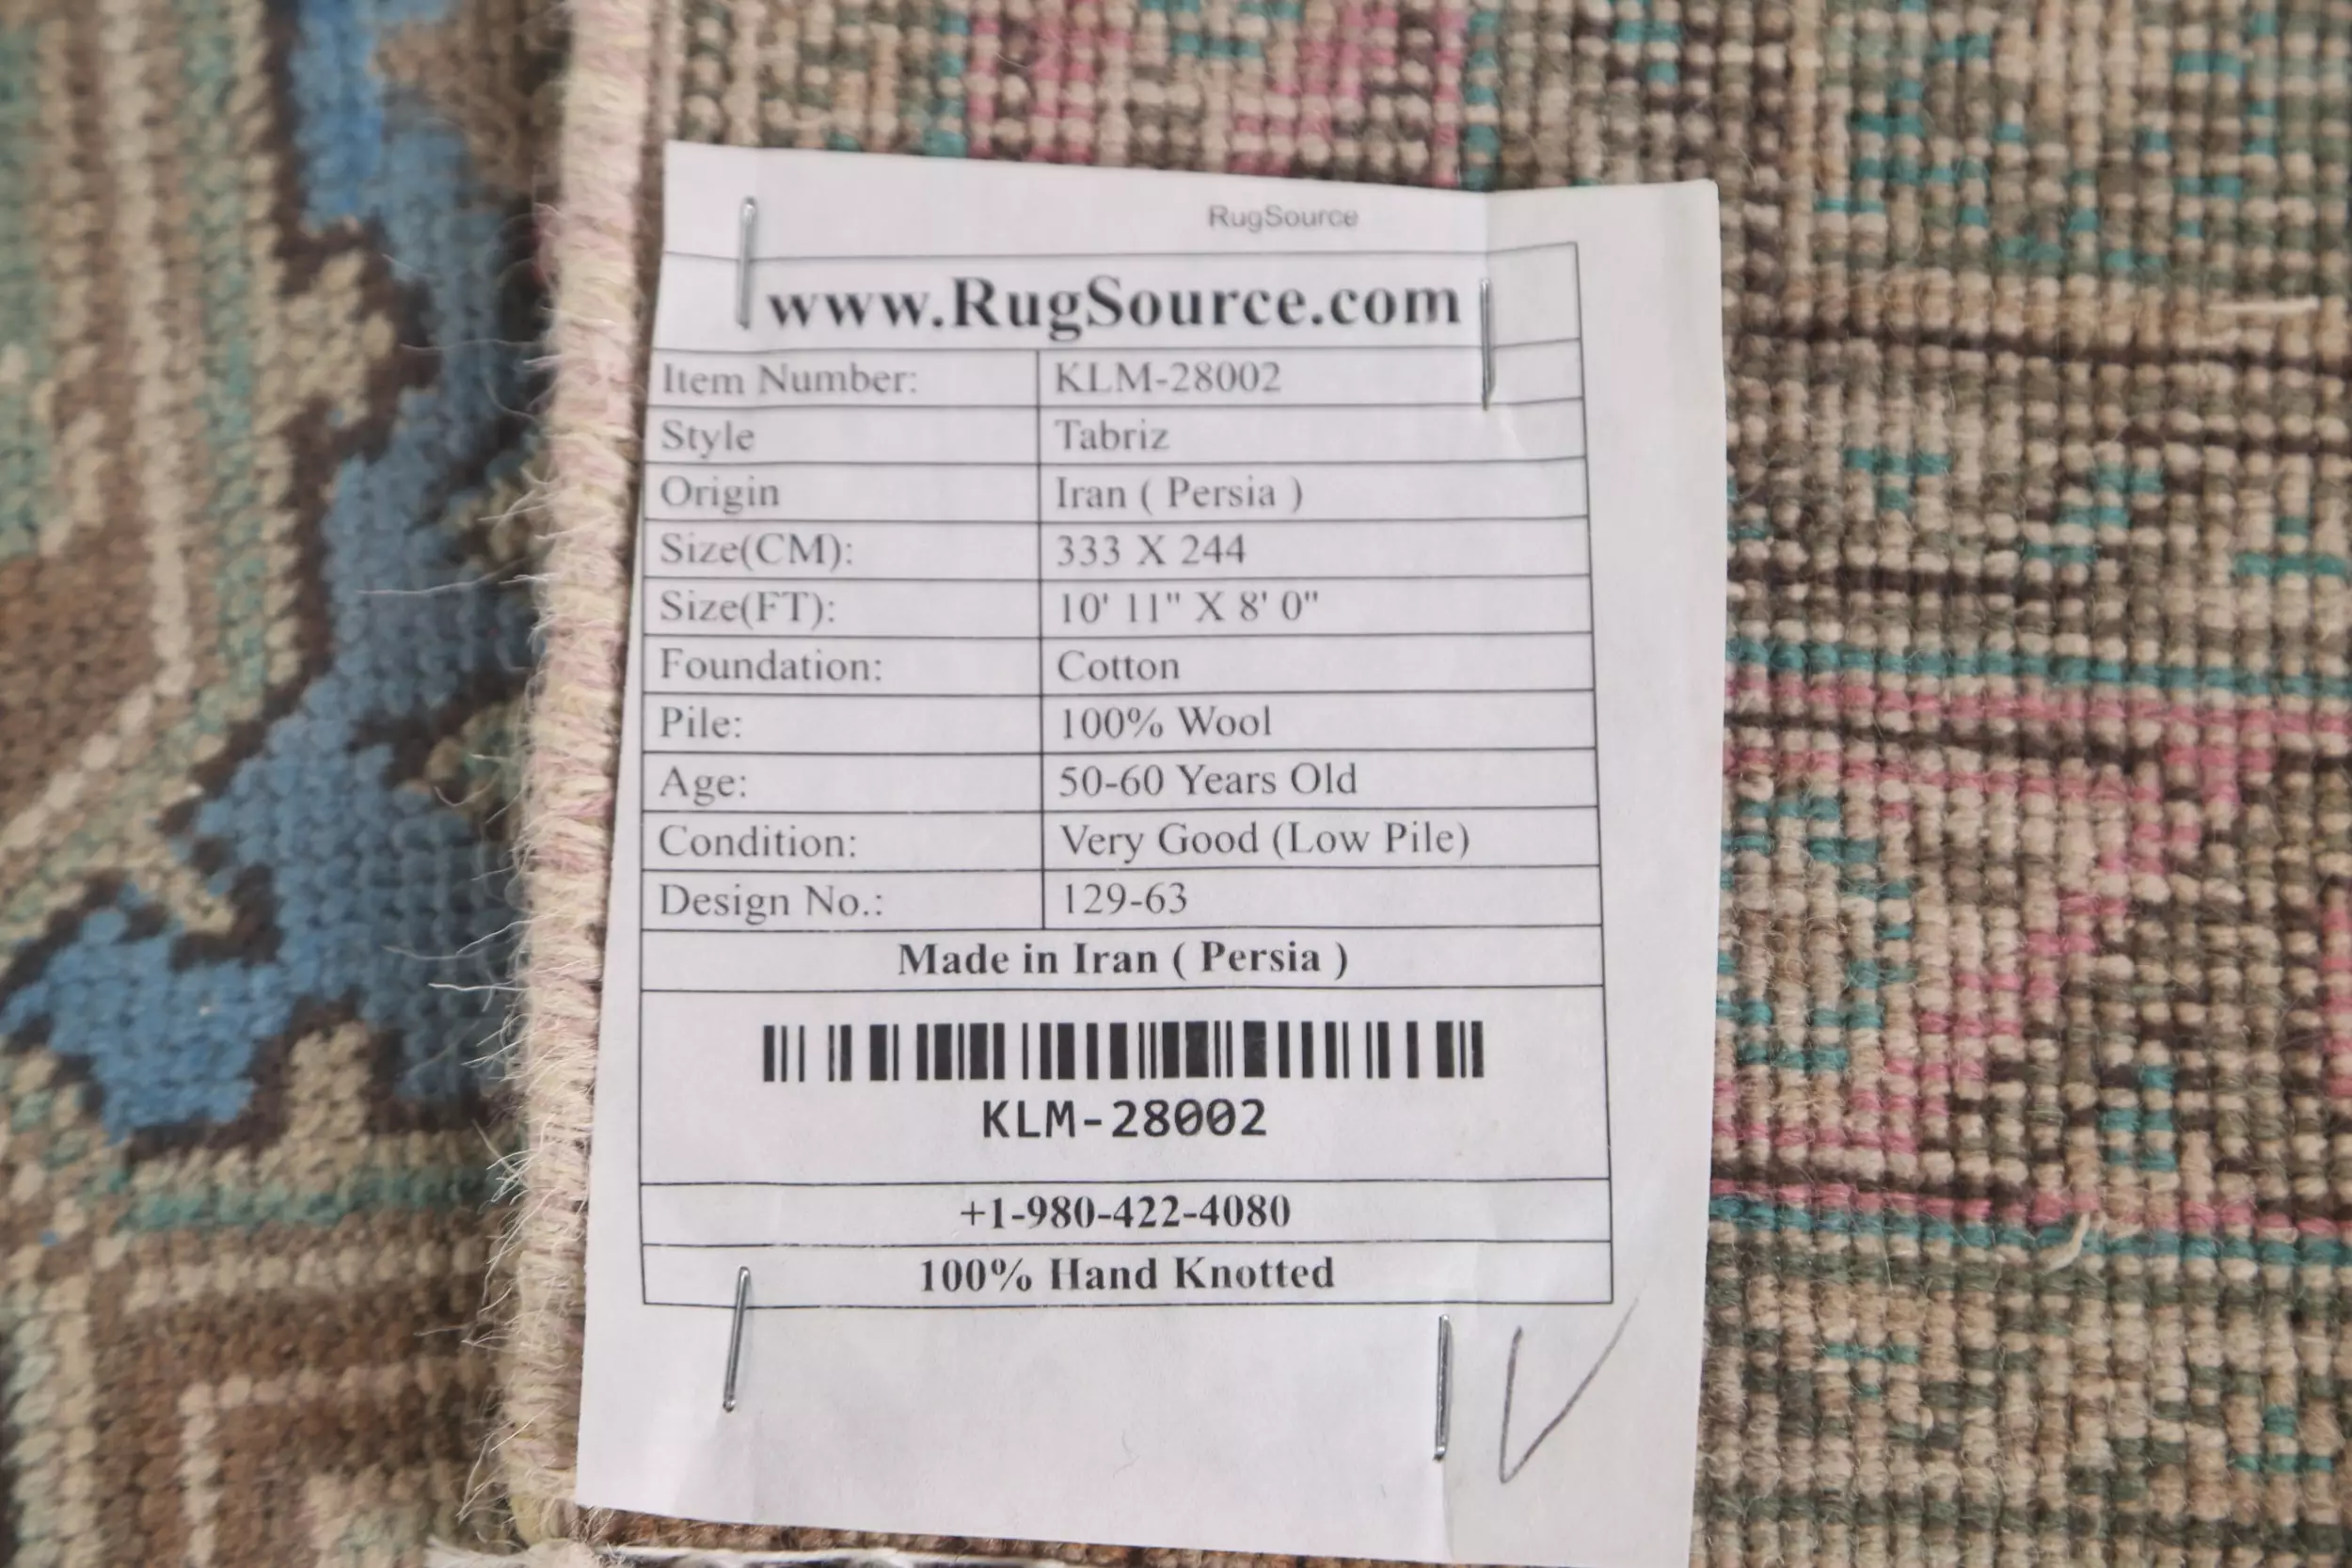 RugSource
www.RugSource.com
Item Number: KLM-28002
Style Tabriz
Origin Iran ( Persia )
Size(CM): 333 X 244
Size(FT): 10' 11" X 8' 0"
Foundation: Cotton
Pile: 100% Wool
Age: 50-60 Years Old
Condition: Very Good (Low Pile)
Design No.: 129-63
Made in Iran ( Persia )
KLM-28002
+1-980-422-4080
100% Hand Knotted